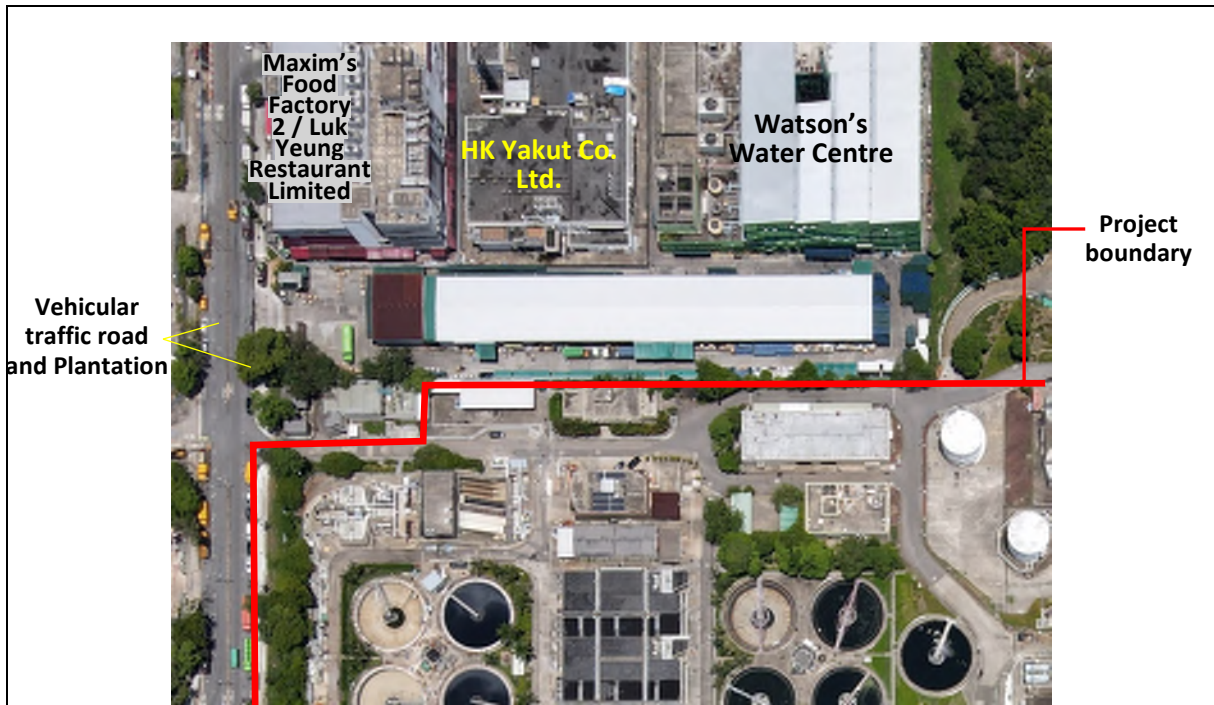 Maxim's
Food
Factory
2 / Luk
Yeung
Restaurant
Limited
HK Yakut Co.
Ltd.
Watson's
Water Centre
Project
boundary
Vehicular
traffic road
and Plantation